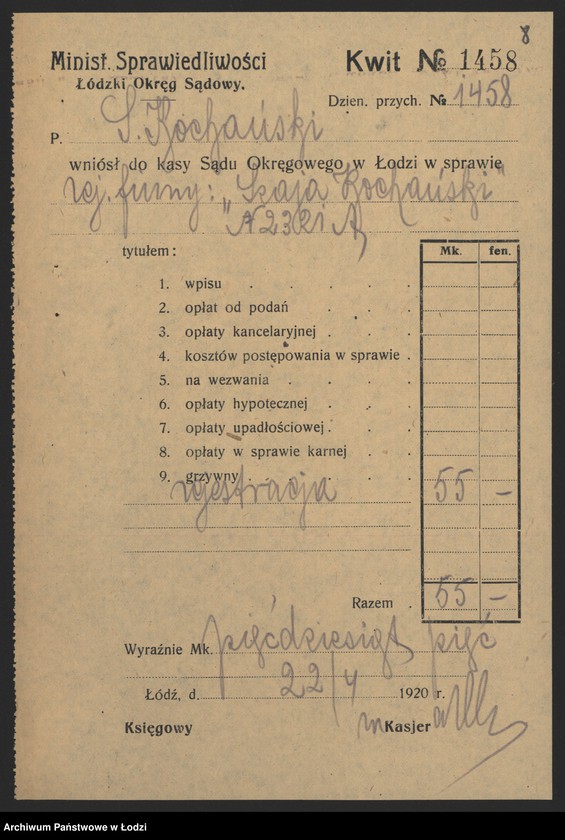 8
Minist. Sprawiedliwości
Łódzki Okręg Sądowy.
Kwit № 1458
Dzien. przych. № 1458
P. S. Kochański
wniósł do kasy Sądu Okręgowego w Łodzi w sprawie
rej. firmy: "Szaja Kochański"
tytułem :
Mk. fen.
1. wpisu
2. opłat od podań
3. opłaty kancelaryjnej
4. kosztów postępowania w sprawie
5. na wezwania
6. opłaty hypotecznej
7. opłaty upadłościowej
8. opłaty w sprawie karnej
9. grzywny
rejestracja 55 —
Razem 55 —
Wyraźnie Mk. pięćdziesiąt pięć
Łódź, d. 22/4 1920 r.
Księgowy Kasjer
Archiwum Państwowe w Łodzi